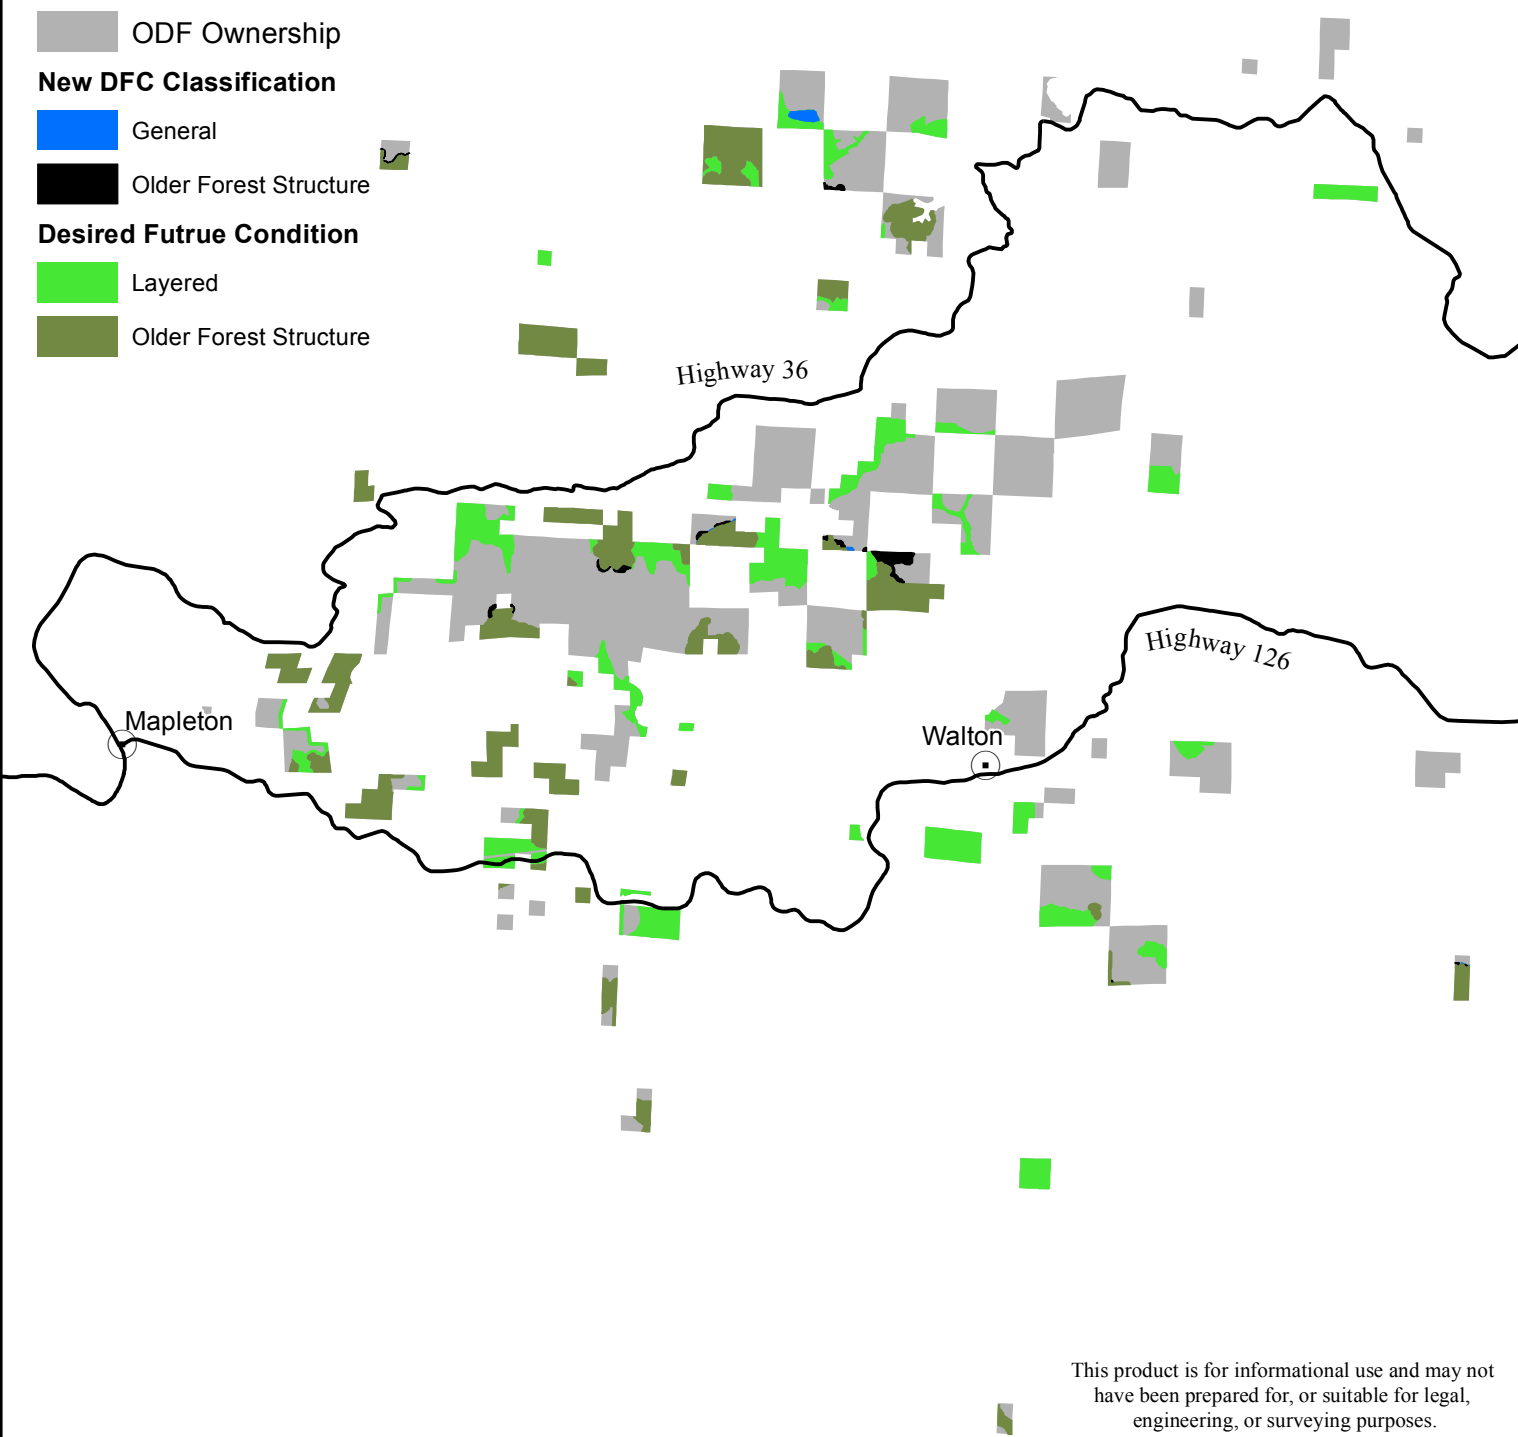 ODF Ownership
New DFC Classification
General
Older Forest Structure
Desired Futrue Condition
Layered
Older Forest Structure
Highway 36
Highway 126
Mapleton
Walton
This product is for informational use and may not
have been prepared for, or suitable for legal,
engineering, or surveying purposes.